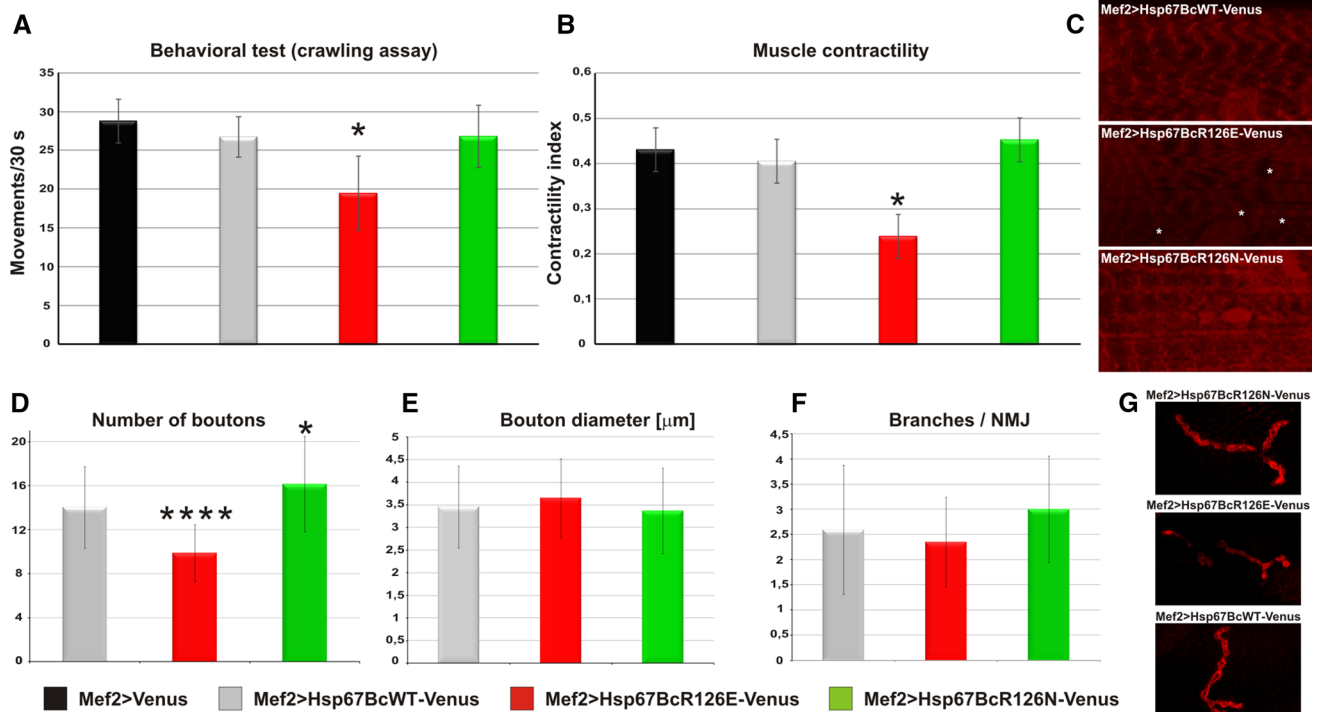 A
Behavioral test (crawling assay)
Movements/30 s
35
30
25
20
15
10
5
0
*
B
Muscle contractility
Contractility index
0,6
0,5
0,4
0,3
0,2
0,1
0
*
C
Mef2>Hsp67BcWT-Venus
Mef2>Hsp67BcR126E-Venus
*
*
*
*
Mef2>Hsp67BcR126N-Venus
D
Number of boutons
20
16
12
8
4
0
****
*
E
Bouton diameter [μm]
5
4,5
4
3,5
3
2,5
2
1,5
1
0,5
0
F
Branches / NMJ
4,5
4
3,5
3
2,5
2
1,5
1
0,5
0
G
Mef2>Hsp67BcR126N-Venus
Mef2>Hsp67BcR126E-Venus
Mef2>Hsp67BcWT-Venus
Mef2>Venus
Mef2>Hsp67BcWT-Venus
Mef2>Hsp67BcR126E-Venus
Mef2>Hsp67BcR126N-Venus